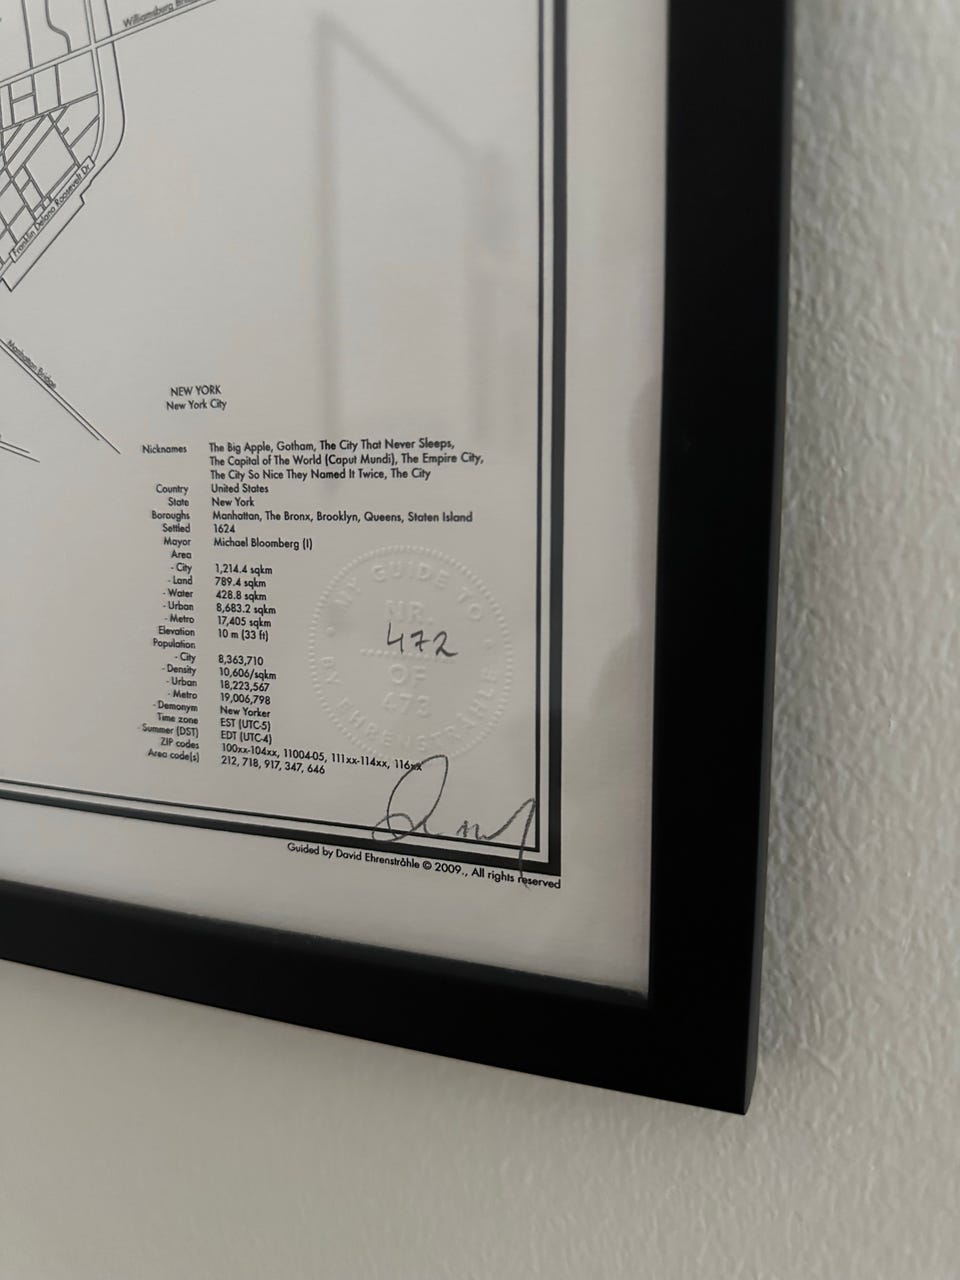 Williamsburg
Franklin Delano Roosevelt Dr.
Manhattan Bridge
NEW YORK
New York City
Nicknames The Big Apple, Gotham, The City That Never Sleeps,
The Capital of The World (Caput Mundi), The Empire City,
The City So Nice They Named It Twice, The City
Country United States
State New York
Boroughs Manhattan, The Bronx, Brooklyn, Queens, Staten Island
Settled 1624
Mayor Michael Bloomberg (I)
Area
- City 1,214.4 sqkm
- Land 789.4 sqkm
- Water 428.8 sqkm
- Urban 8,683.2 sqkm
- Metro 17,405 sqkm
Elevation 10 m (33 ft)
Population
- City 8,363,710
- Density 10,606/sqkm
- Urban 18,223,567
- Metro 19,006,798
- Demonym New Yorker
Time zone EST (UTC-5)
Summer (DST) EDT (UTC-4)
ZIP codes 100xx-104xx, 11004-05, 111xx-114xx, 116xx
Area code(s) 212, 718, 917, 347, 646
MY GUIDE TO
NR
472
OF
BY EHRENSTRÅHLE
Guided by David Ehrenstråhle © 2009., All rights reserved